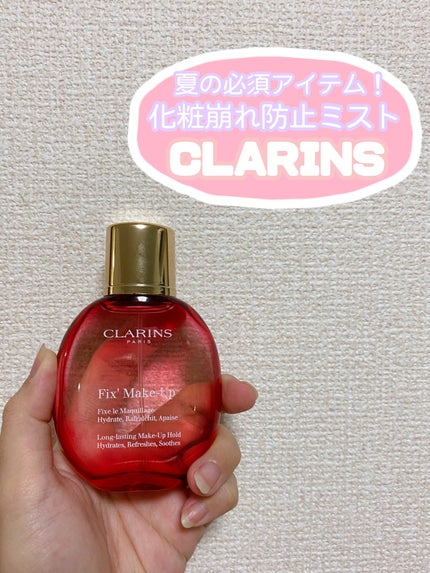 夏の必須アイテム！
化粧崩れ防止ミスト
CLARINS
CLARINS
PARIS
Fix' Make-Up
Fixe le Maquillage
Hydrate, Rafraîchit, Apaise
Long-lasting Make-Up Hold
Hydrates, Refreshes, Soothes